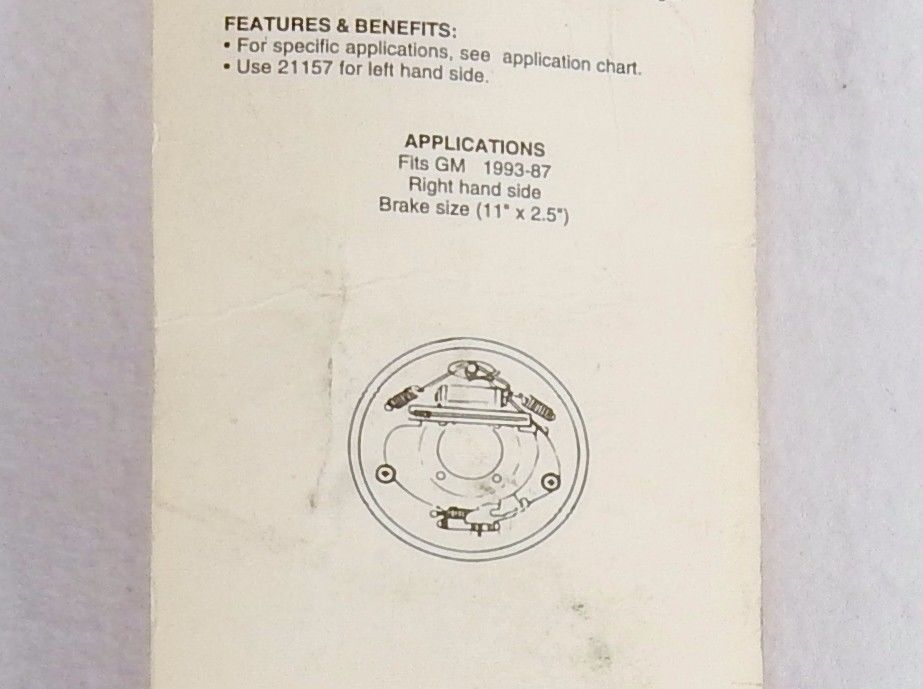 FEATURES & BENEFITS:
• For specific applications, see application chart.
• Use 21157 for left hand side.
APPLICATIONS
Fits GM 1993-87
Right hand side
Brake size (11" x 2.5")